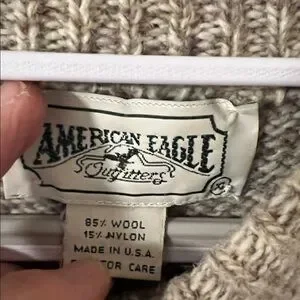 AMERICAN EAGLE
Outfitters
85% WOOL
15% NYLON
MADE IN U.S.A.
FOR CARE